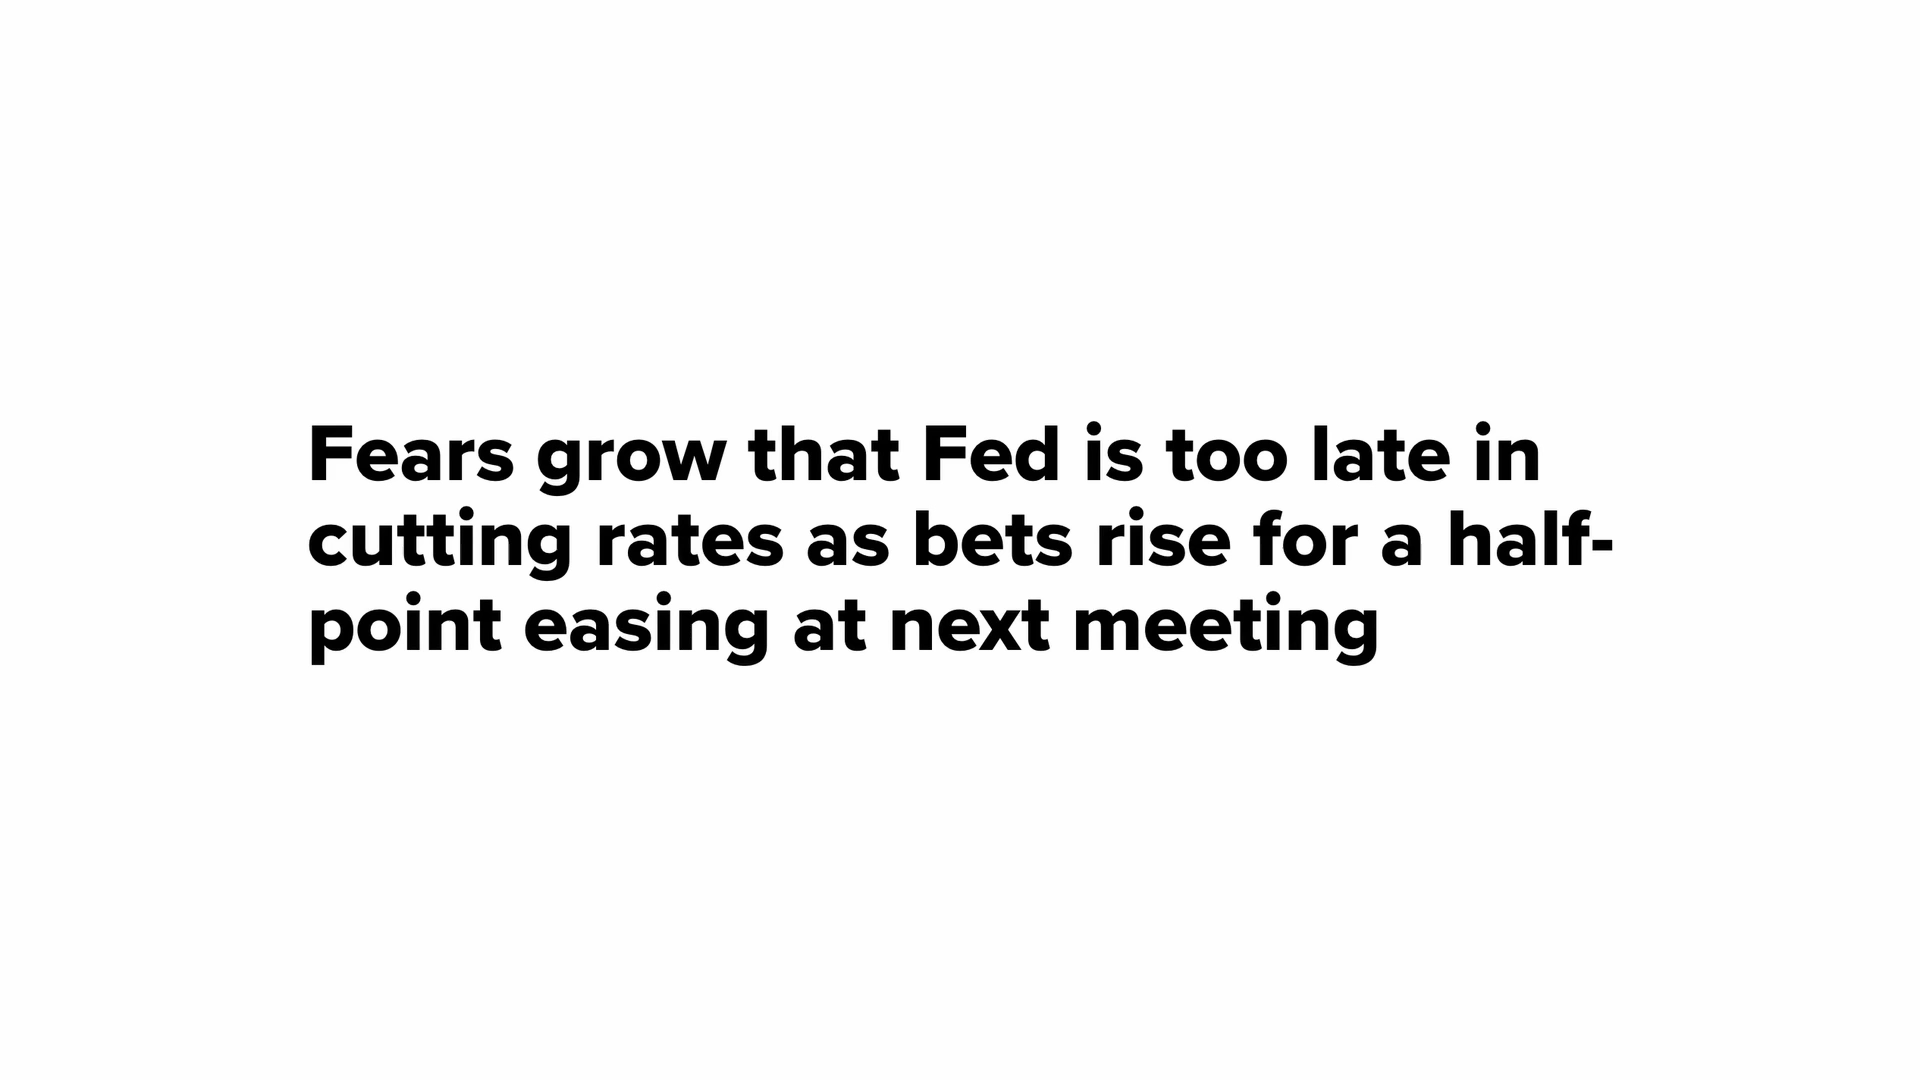 Fears grow that Fed is too late in
cutting rates as bets rise for a half-
point easing at next meeting